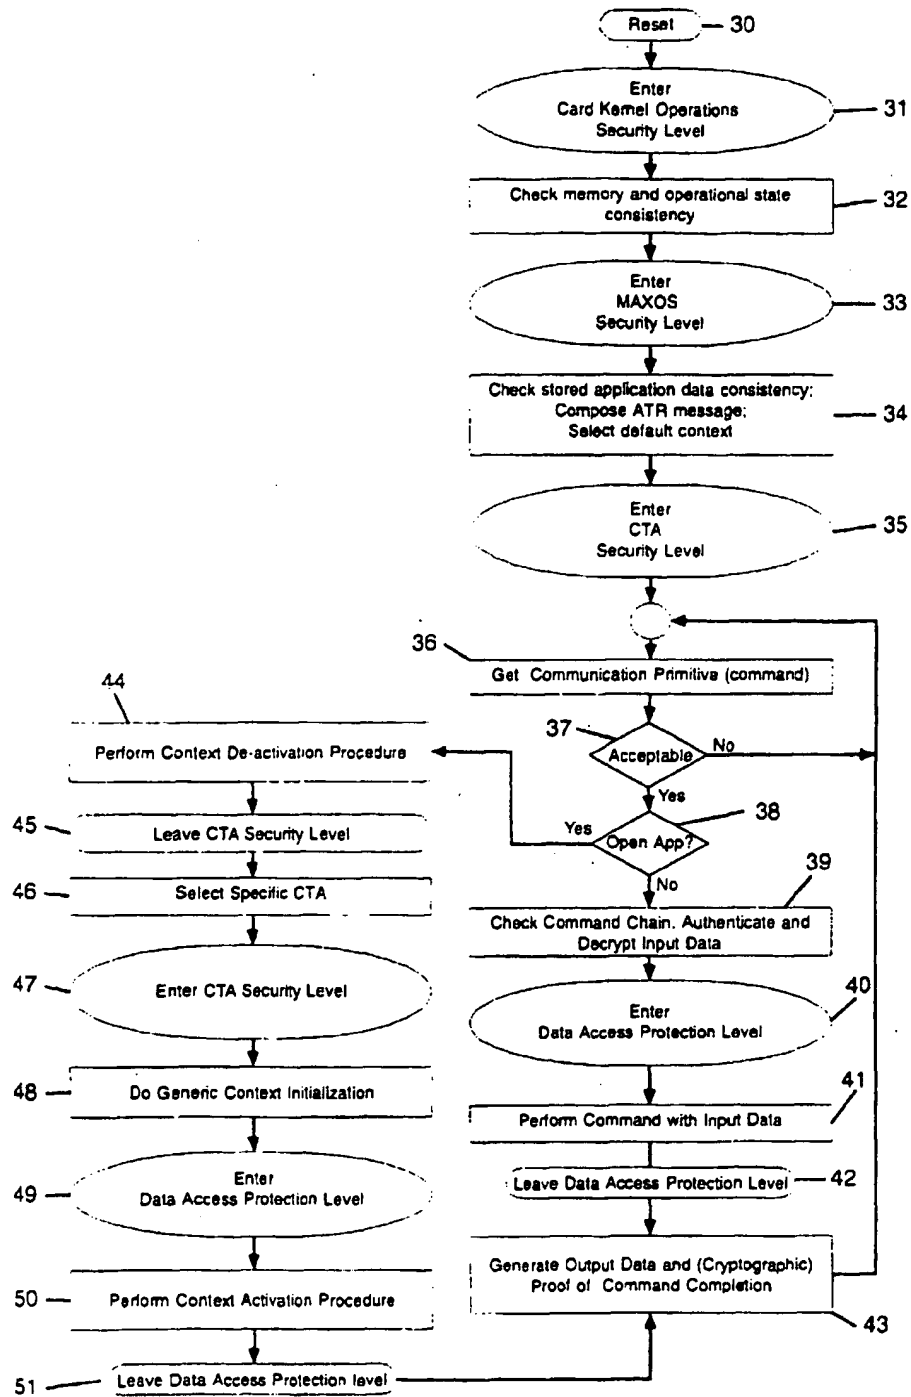 Reset
30
Enter
Card Kernel Operations
Security Level
31
Check memory and operational state
consistency
32
Enter
MAXOS
Security Level
33
Check stored application data consistency;
Compose ATR message;
Select default context
34
Enter
CTA
Security Level
35
36
Get Communication Primitive (command)
37
Acceptable
No
Yes
38
Open App?
Yes
No
39
Check Command Chain, Authenticate and
Decrypt Input Data
40
Enter
Data Access Protection Level
41
Perform Command with Input Data
Leave Data Access Protection Level
42
Generate Output Data and (Cryptographic)
Proof of Command Completion
43
44
Perform Context De-activation Procedure
45
Leave CTA Security Level
46
Select Specific CTA
47
Enter CTA Security Level
48
Do Generic Context Initialization
49
Enter
Data Access Protection Level
50
Perform Context Activation Procedure
51
Leave Data Access Protection level